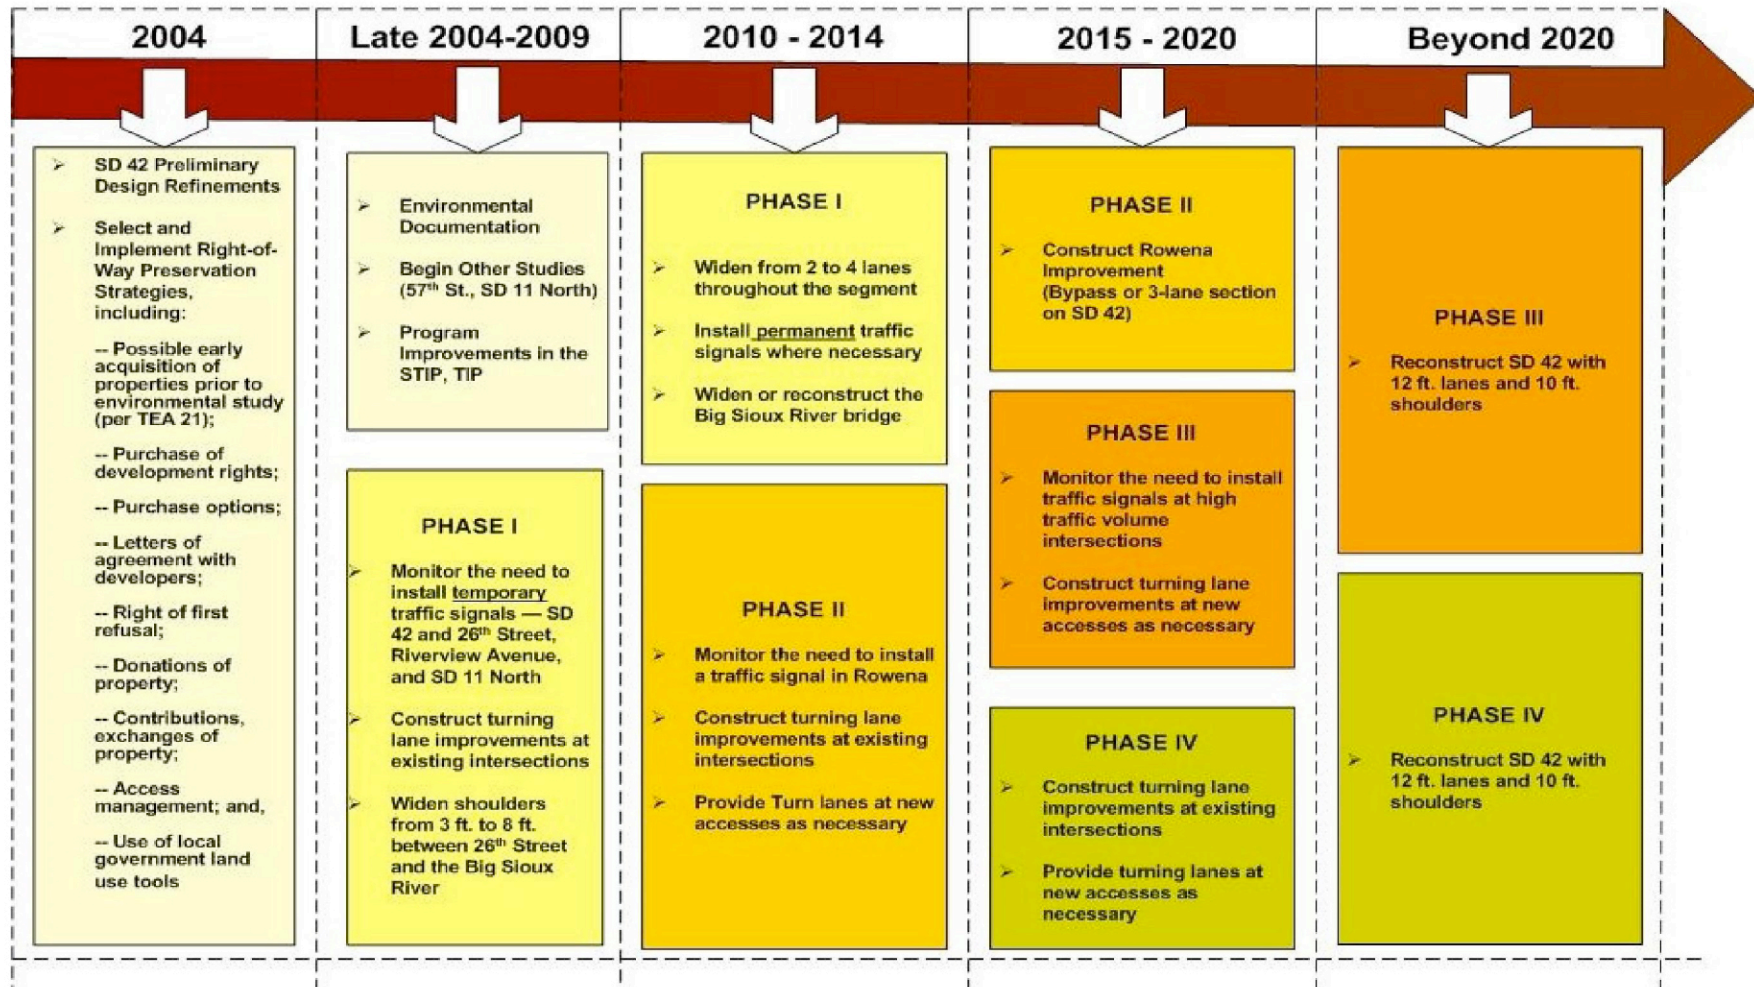 2004
Late 2004-2009
2010 - 2014
2015 - 2020
Beyond 2020
➢ SD 42 Preliminary
Design Refinements
➢ Select and
Implement Right-of-
Way Preservation
Strategies,
including:
-- Possible early
acquisition of
properties prior to
environmental study
(per TEA 21);
-- Purchase of
development rights;
-- Purchase options;
-- Letters of
agreement with
developers;
-- Right of first
refusal;
-- Donations of
property;
-- Contributions,
exchanges of
property;
-- Access
management; and,
-- Use of local
government land
use tools
➢ Environmental
Documentation
➢ Begin Other Studies
(57th St., SD 11 North)
➢ Program
Improvements in the
STIP, TIP
PHASE I
➢ Monitor the need to
install temporary
traffic signals — SD
42 and 26th Street,
Riverview Avenue,
and SD 11 North
➢ Construct turning
lane improvements at
existing intersections
➢ Widen shoulders
from 3 ft. to 8 ft.
between 26th Street
and the Big Sioux
River
PHASE I
➢ Widen from 2 to 4 lanes
throughout the segment
➢ Install permanent traffic
signals where necessary
➢ Widen or reconstruct the
Big Sioux River bridge
PHASE II
➢ Monitor the need to install
a traffic signal in Rowena
➢ Construct turning lane
improvements at existing
intersections
➢ Provide Turn lanes at new
accesses as necessary
PHASE II
➢ Construct Rowena
Improvement
(Bypass or 3-lane section
on SD 42)
PHASE III
➢ Monitor the need to install
traffic signals at high
traffic volume
intersections
➢ Construct turning lane
improvements at new
accesses as necessary
PHASE IV
➢ Construct turning lane
improvements at existing
intersections
➢ Provide turning lanes at
new accesses as
necessary
PHASE III
➢ Reconstruct SD 42 with
12 ft. lanes and 10 ft.
shoulders
PHASE IV
➢ Reconstruct SD 42 with
12 ft. lanes and 10 ft.
shoulders